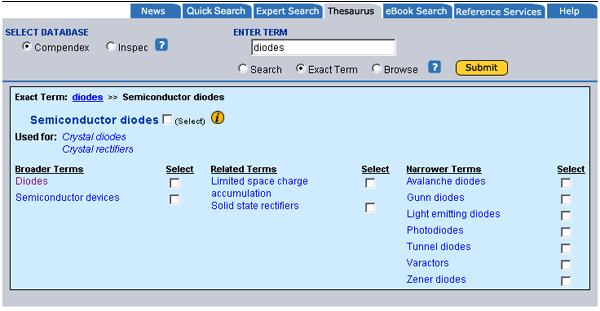 News Quick Search Expert Search Thesaurus eBook Search Reference Services Help
SELECT DATABASE
Compendex Inspec ?
ENTER TERM
diodes
Search Exact Term Browse ? Submit
Exact Term: diodes >> Semiconductor diodes
Semiconductor diodes (Select) i
Used for: Crystal diodes
Crystal rectifiers
Broader Terms Select
Diodes
Semiconductor devices
Related Terms Select
Limited space charge
accumulation
Solid state rectifiers
Narrower Terms Select
Avalanche diodes
Gunn diodes
Light emitting diodes
Photodiodes
Tunnel diodes
Varactors
Zener diodes